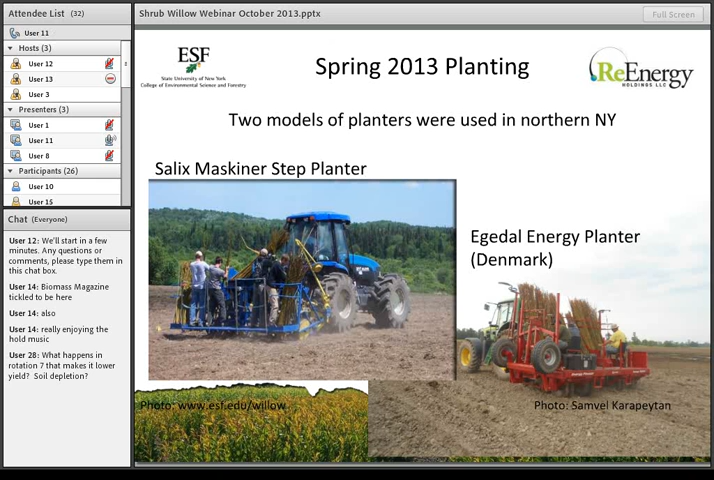 Attendee List (32)
User 11
Hosts (3)
User 12
User 13
User 3
Presenters (3)
User 1
User 11
User 8
Participants (26)
User 10
User 15
Chat (Everyone)
User 12: We'll start in a few
minutes. Any questions or
comments, please type them in
this chat box.
User 14: Biomass Magazine
tickled to be here
User 14: also
User 14: really enjoying the
hold music
User 28: What happens in
rotation 7 that makes it lower
yield? Soil depletion?
Shrub Willow Webinar October 2013.pptx
Full Screen
ESF
State University of New York
College of Environmental Science and Forestry
Spring 2013 Planting
ReEnergy
HOLDINGS LLC
Two models of planters were used in northern NY
Salix Maskiner Step Planter
Egedal Energy Planter
(Denmark)
Photo: www.esf.edu/willow
Photo: Samvel Karapeytan